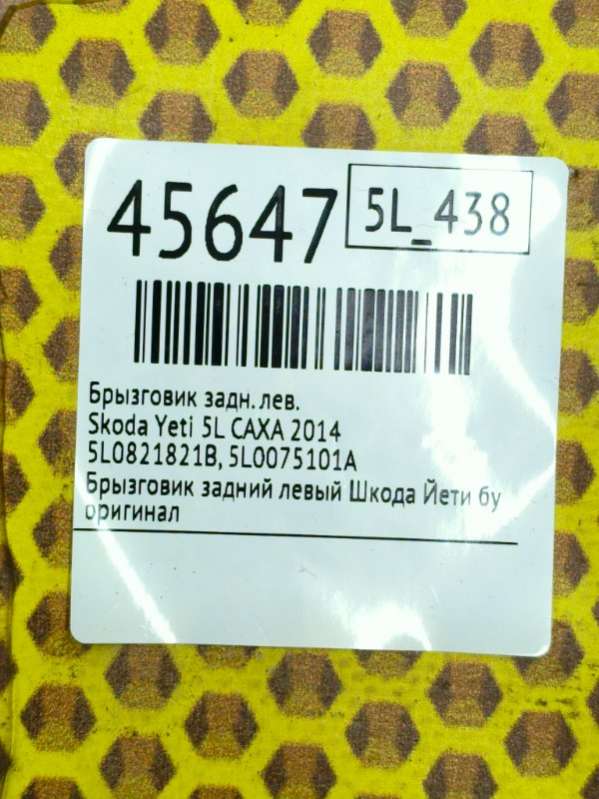 45647
5L_438
Брызговик задн. лев.
Skoda Yeti 5L CAXA 2014
5L0821821B, 5L0075101A
Брызговик задний левый Шкода Йети бу
оригинал